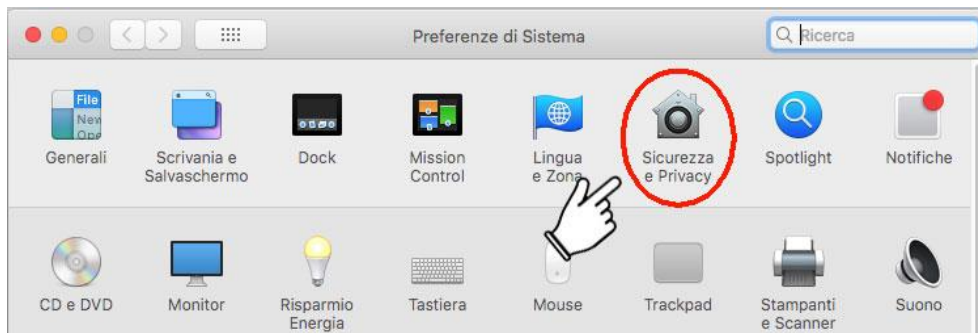 Preferenze di Sistema
Ricerca
File
New
Ope
Generali
Scrivania e
Salvaschermo
Dock
Mission
Control
Lingua
e Zona
Sicurezza
e Privacy
Spotlight
Notifiche
CD e DVD
Monitor
Risparmio
Energia
Tastiera
Mouse
Trackpad
Stampanti
e Scanner
Suono